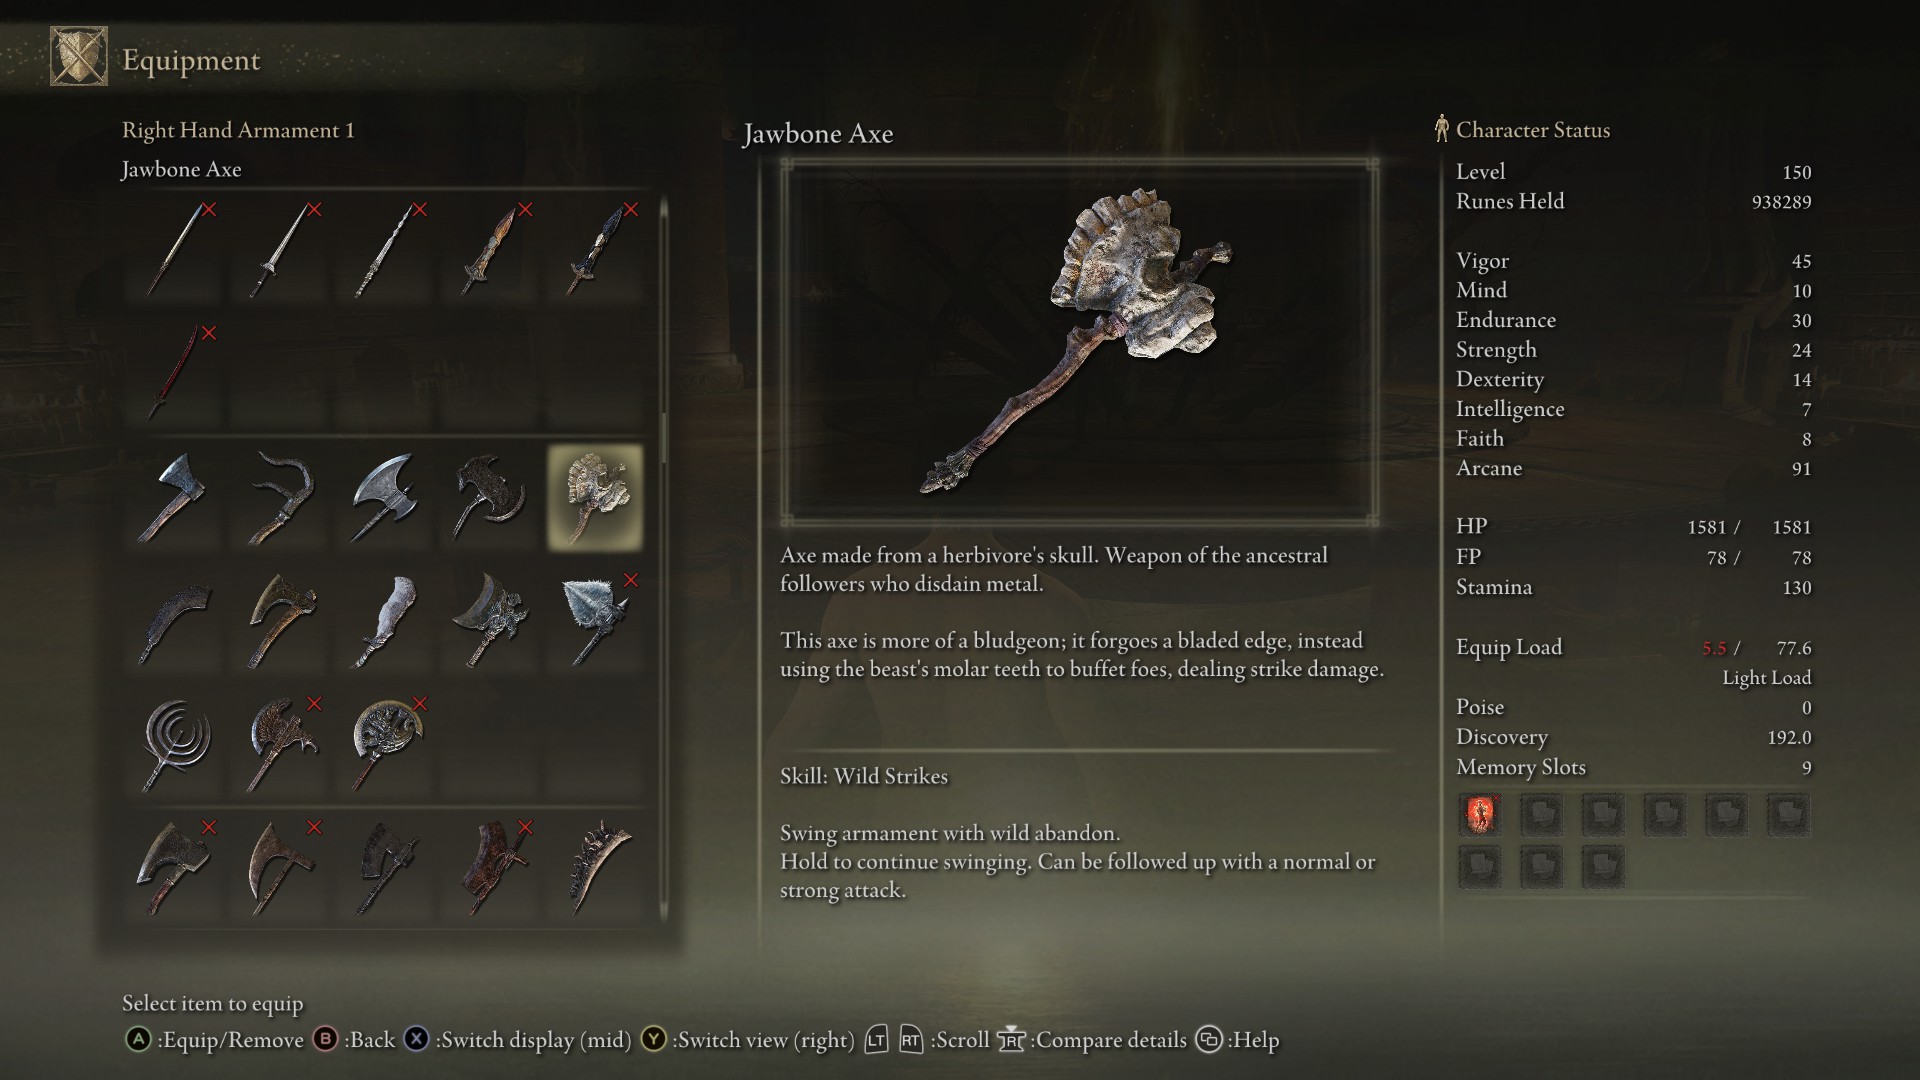 Equipment
Right Hand Armament 1
Jawbone Axe
Jawbone Axe
Axe made from a herbivore's skull. Weapon of the ancestral
followers who disdain metal.
This axe is more of a bludgeon; it forgoes a bladed edge, instead
using the beast's molar teeth to buffet foes, dealing strike damage.
Skill: Wild Strikes
Swing armament with wild abandon.
Hold to continue swinging. Can be followed up with a normal or
strong attack.
Character Status
Level 150
Runes Held 938289
Vigor 45
Mind 10
Endurance 30
Strength 24
Dexterity 14
Intelligence 7
Faith 8
Arcane 91
HP 1581 / 1581
FP 78 / 78
Stamina 130
Equip Load 5.5 / 77.6
Light Load
Poise 0
Discovery 192.0
Memory Slots 9
Select item to equip
A :Equip/Remove B :Back X :Switch display (mid) Y :Switch view (right) LT RT :Scroll R :Compare details :Help